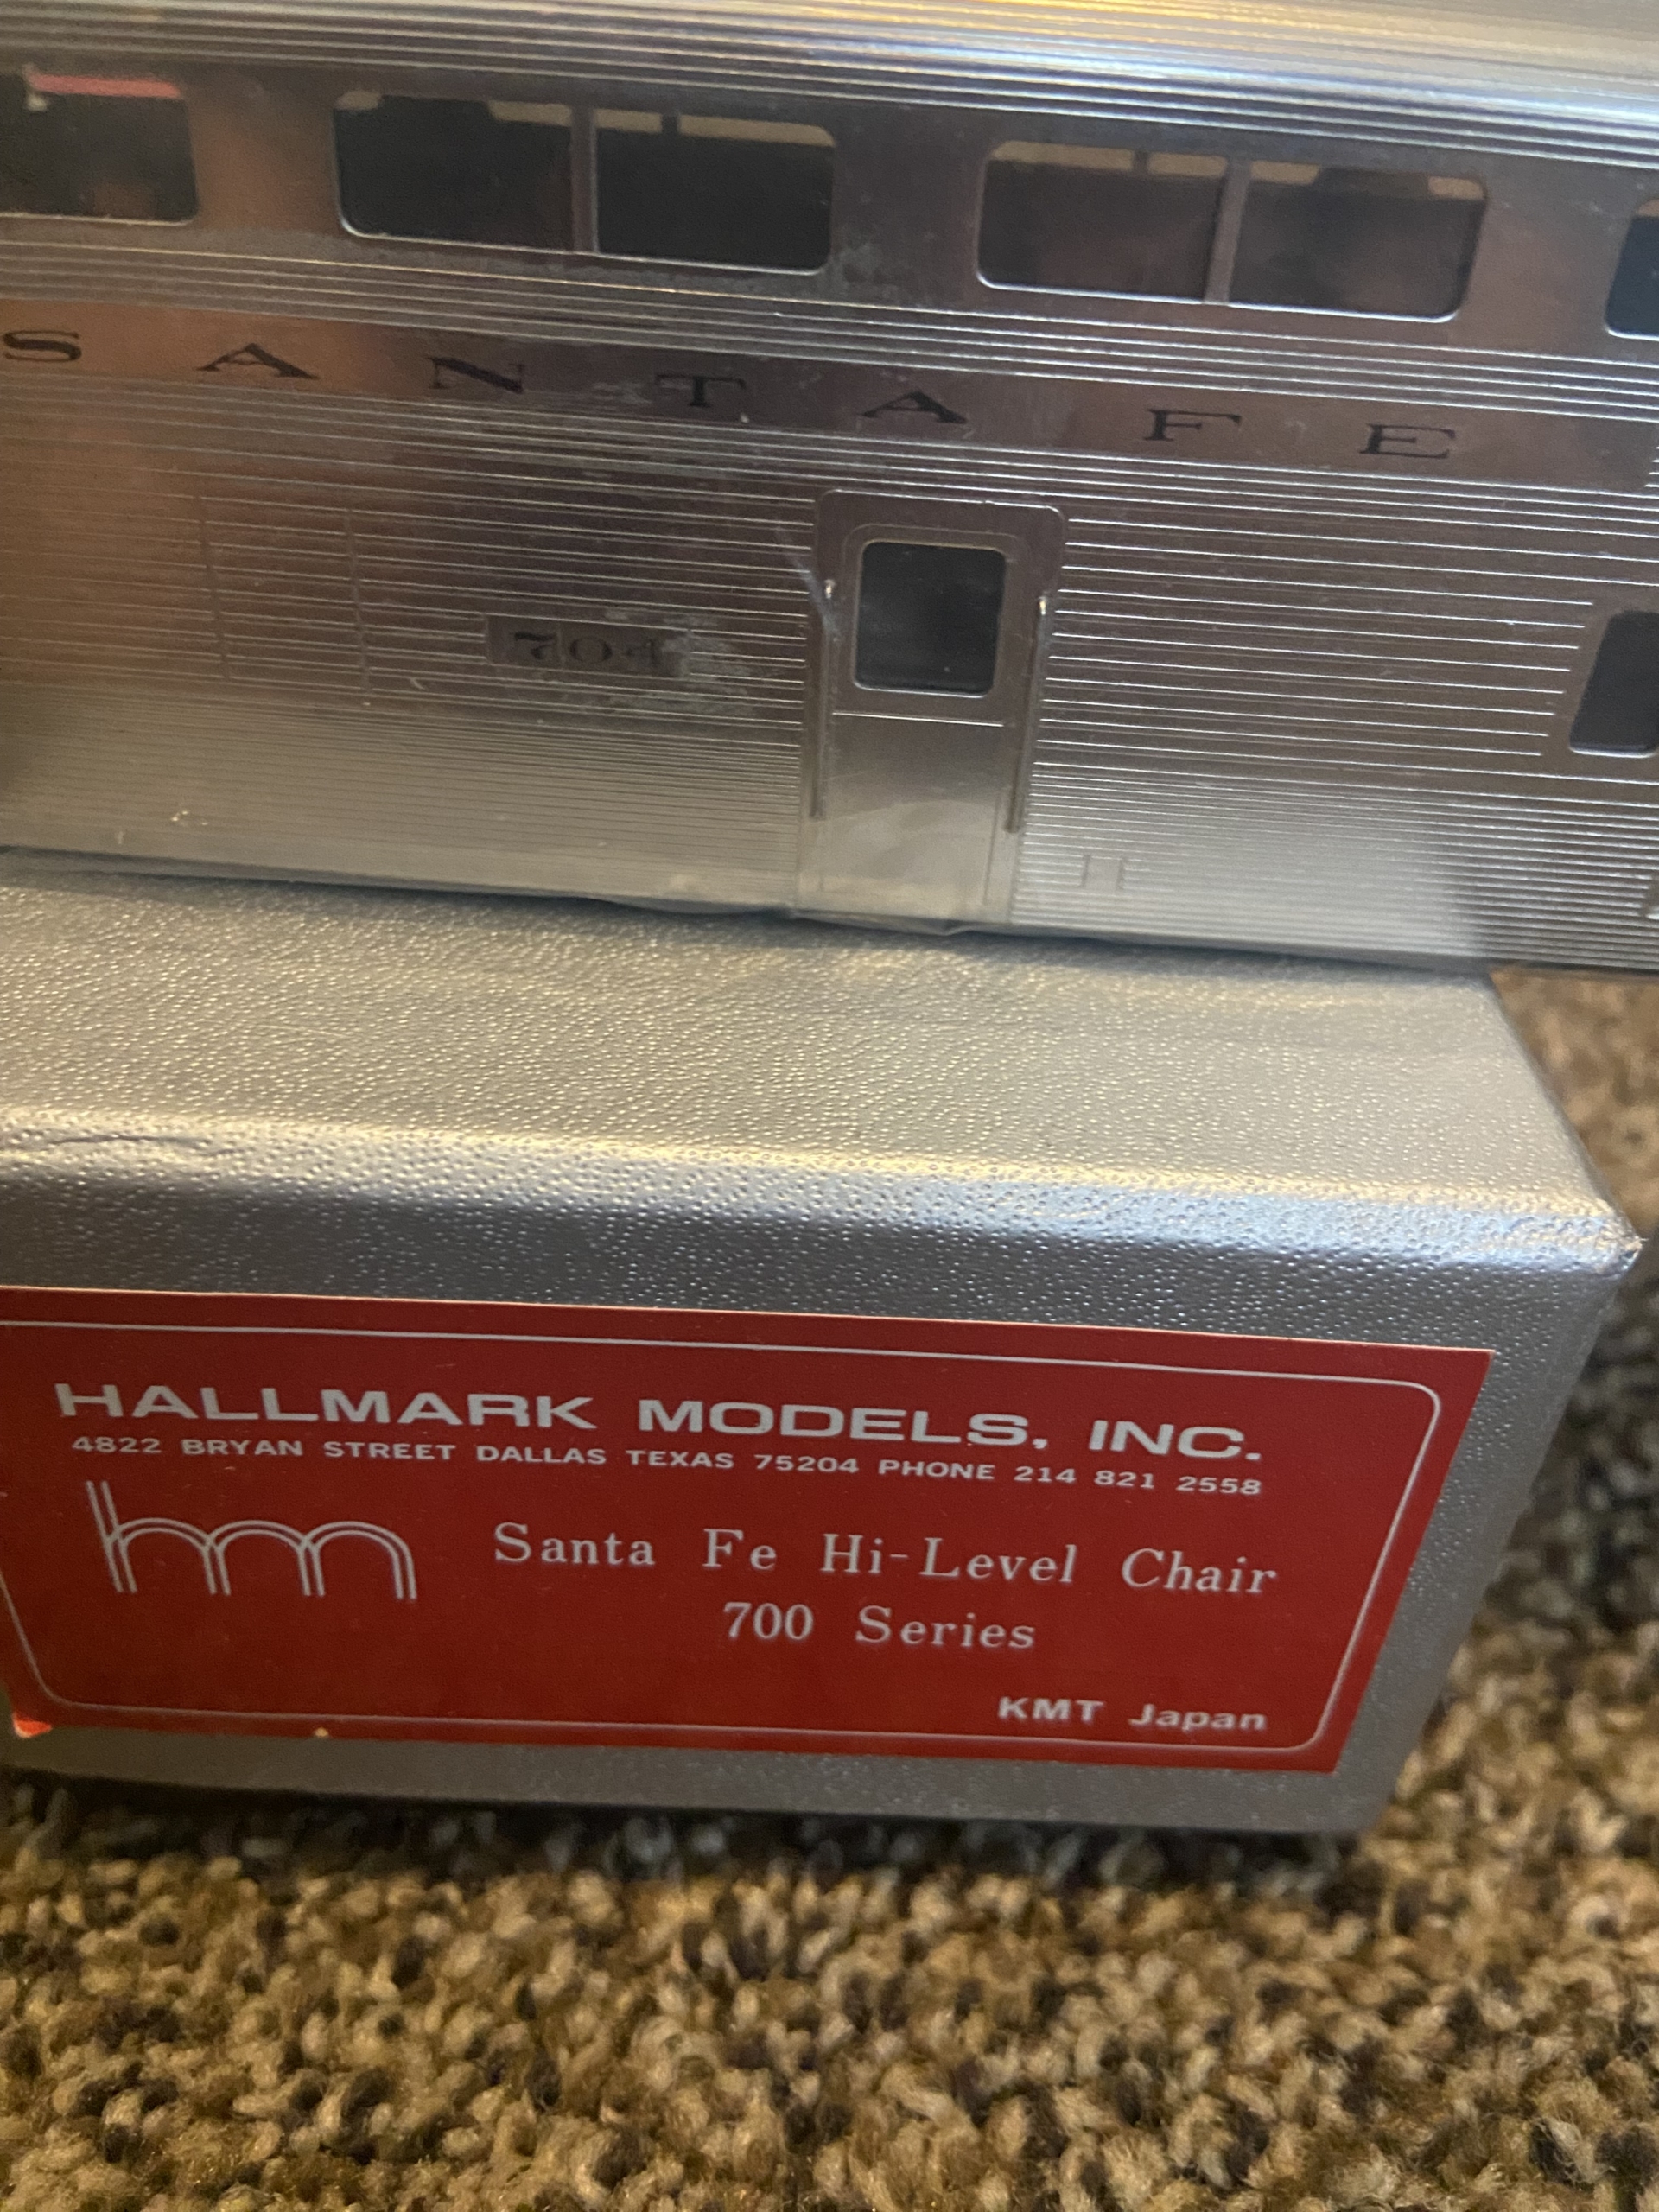 SANTA FE
704
HALLMARK MODELS, INC.
4822 BRYAN STREET DALLAS TEXAS 75204 PHONE 214 821 2558
hm
Santa Fe Hi-Level Chair
700 Series
KMT Japan